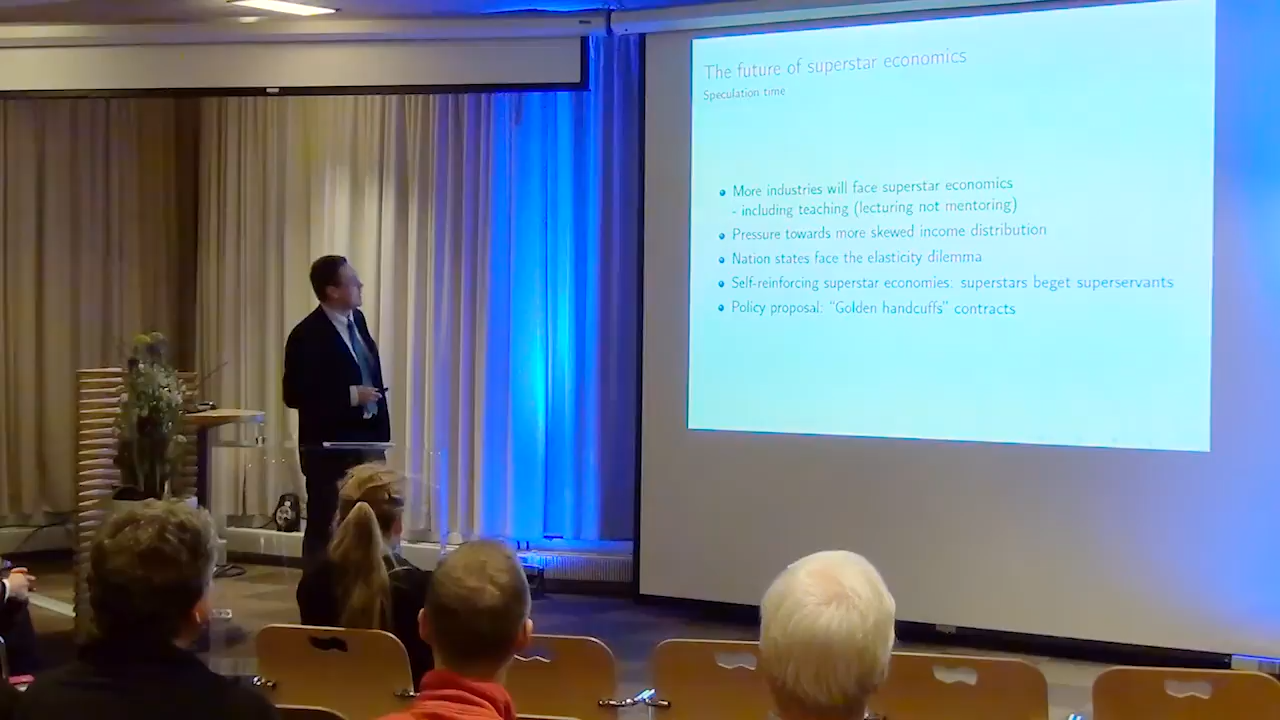 The future of superstar economics
Speculation time
More industries will face superstar economics
- including teaching (lecturing not mentoring)
Pressure towards more skewed income distribution
Nation states face the elasticity dilemma
Self-reinforcing superstar economies: superstars beget superservants
Policy proposal: "Golden handcuffs" contracts